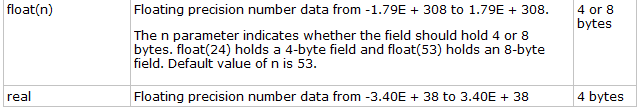 float(n)
Floating precision number data from -1.79E + 308 to 1.79E + 308.
4 or 8
bytes
The n parameter indicates whether the field should hold 4 or 8
bytes. float(24) holds a 4-byte field and float(53) holds an 8-byte
field. Default value of n is 53.
real
Floating precision number data from -3.40E + 38 to 3.40E + 38
4 bytes